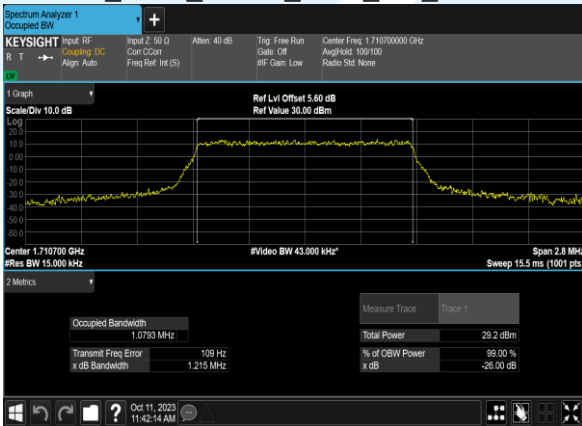 Spectrum Analyzer 1
Occupied BW
+
KEYSIGHT
R T
LXI
Input: RF
Coupling: DC
Align: Auto
Input Z: 50 Ω
Corr CCorr
Freq Ref: Int (S)
Atten: 40 dB
Trig: Free Run
Gate: Off
#IF Gain: Low
Center Freq: 1.710700000 GHz
Avg|Hold: 100/100
Radio Std: None
1 Graph
Scale/Div 10.0 dB
Ref Lvl Offset 5.60 dB
Ref Value 30.00 dBm
Log
20.0
10.0
0.00
-10.0
-20.0
-30.0
-40.0
-50.0
-60.0
Center 1.710700 GHz
#Video BW 43.000 kHz*
Span 2.8 MHz
#Res BW 15.000 kHz
Sweep 15.5 ms (1001 pts)
2 Metrics
Measure Trace Trace 1
Occupied Bandwidth
1.0793 MHz
Total Power 29.2 dBm
Transmit Freq Error 109 Hz
% of OBW Power 99.00 %
x dB Bandwidth 1.215 MHz
x dB -26.00 dB
?
Oct 11, 2023
11:42:14 AM